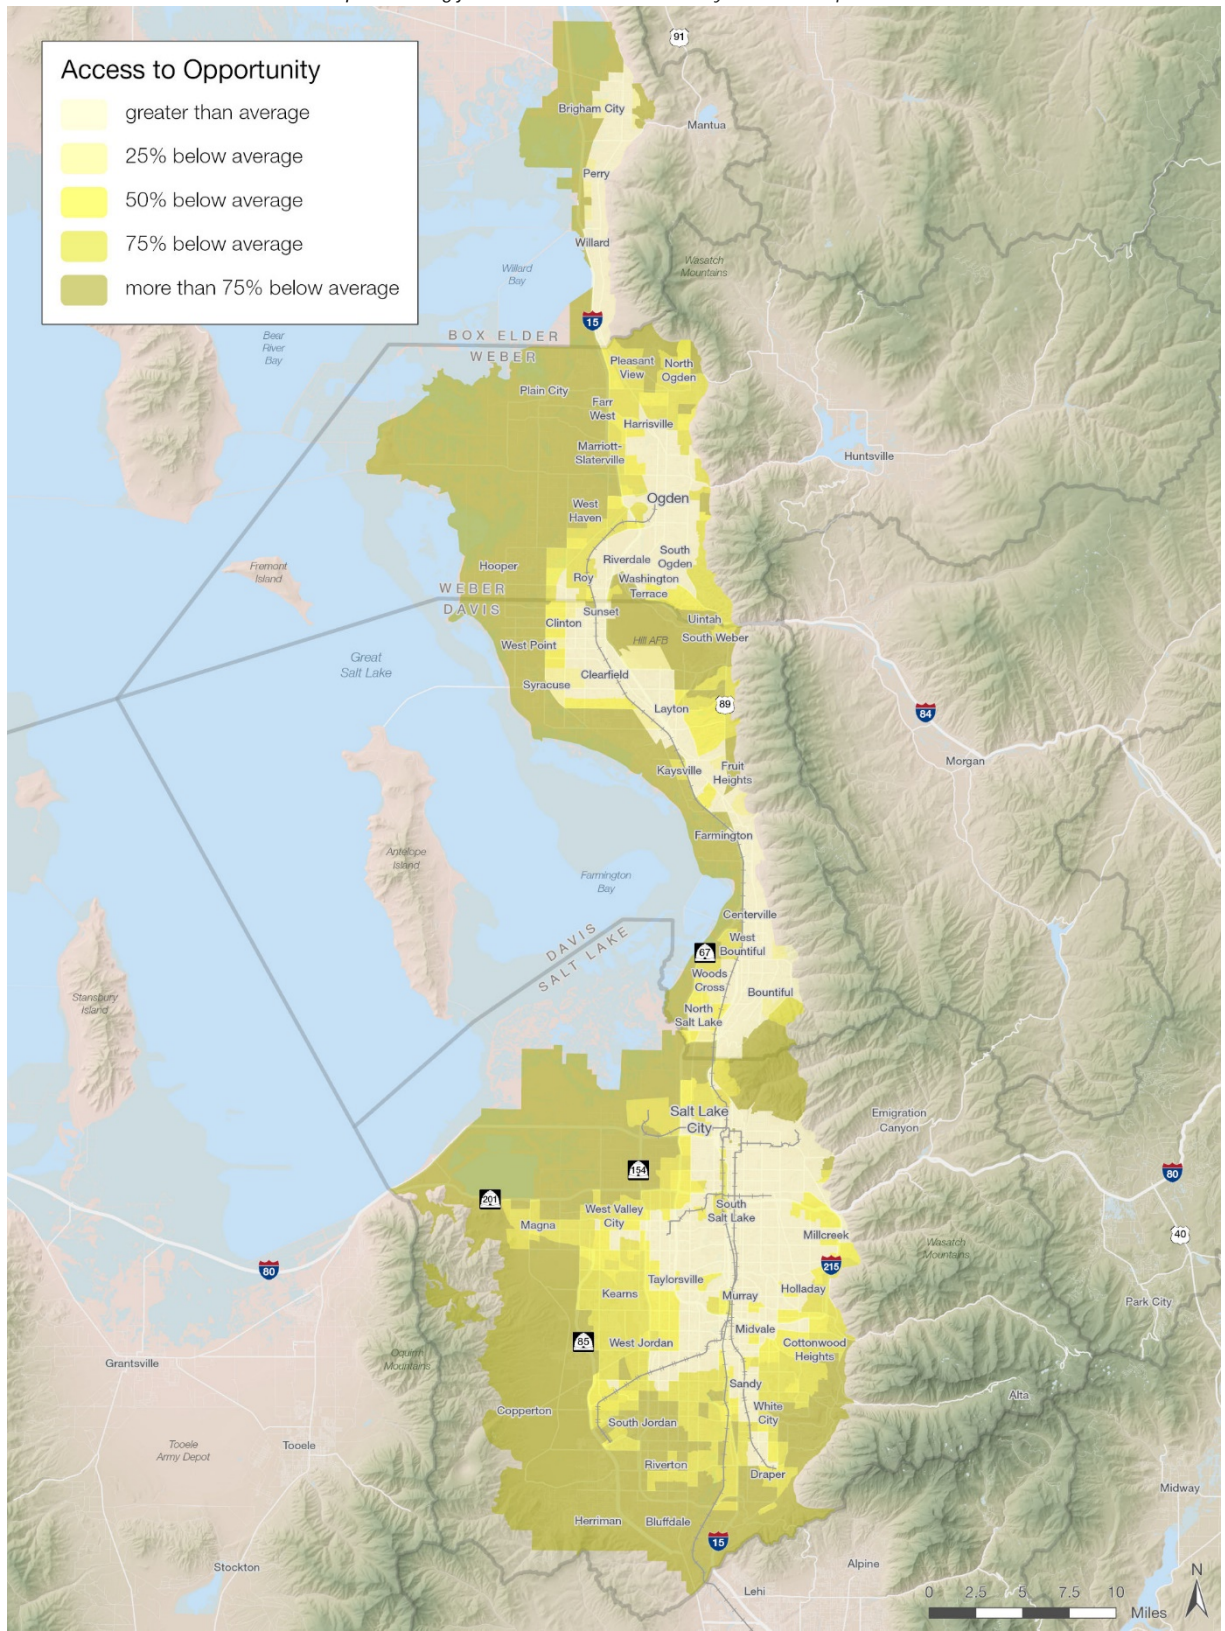 Access to Opportunity
greater than average
25% below average
50% below average
75% below average
more than 75% below average
91
Brigham City
Mantua
Perry
Willard
Willard
Bay
Wasatch
Mountains
15
Bear
River
Bay
BOX ELDER
WEBER
Pleasant
View
North
Ogden
Plain City
Farr
West
Harrisville
Marriott-
Slaterville
Huntsville
Ogden
West
Haven
Fremont
Island
Hooper
Riverdale
South
Ogden
Roy
Washington
Terrace
WEBER
DAVIS
Sunset
Clinton
Uintah
Hill AFB
South Weber
West Point
Great
Salt Lake
Clearfield
Syracuse
Layton
89
84
Morgan
Kaysville
Fruit
Heights
Farmington
Antelope
Island
Farmington
Bay
Centerville
DAVIS
SALT LAKE
West
Bountiful
67
Woods
Cross
Bountiful
Stansbury
Island
North
Salt Lake
Salt Lake
City
Emigration
Canyon
154
80
201
West Valley
City
South
Salt Lake
Magna
Millcreek
Wasatch
Mountains
40
80
215
Taylorsville
Kearns
Murray
Holladay
Park City
Midvale
85
West Jordan
Cottonwood
Heights
Grantsville
Oquirrh
Mountains
Sandy
Alta
White
City
Copperton
South Jordan
Tooele
Army Depot
Tooele
Riverton
Draper
Midway
Herriman
Bluffdale
15
Stockton
Alpine
Lehi
N
0 2.5 5 7.5 10
Miles